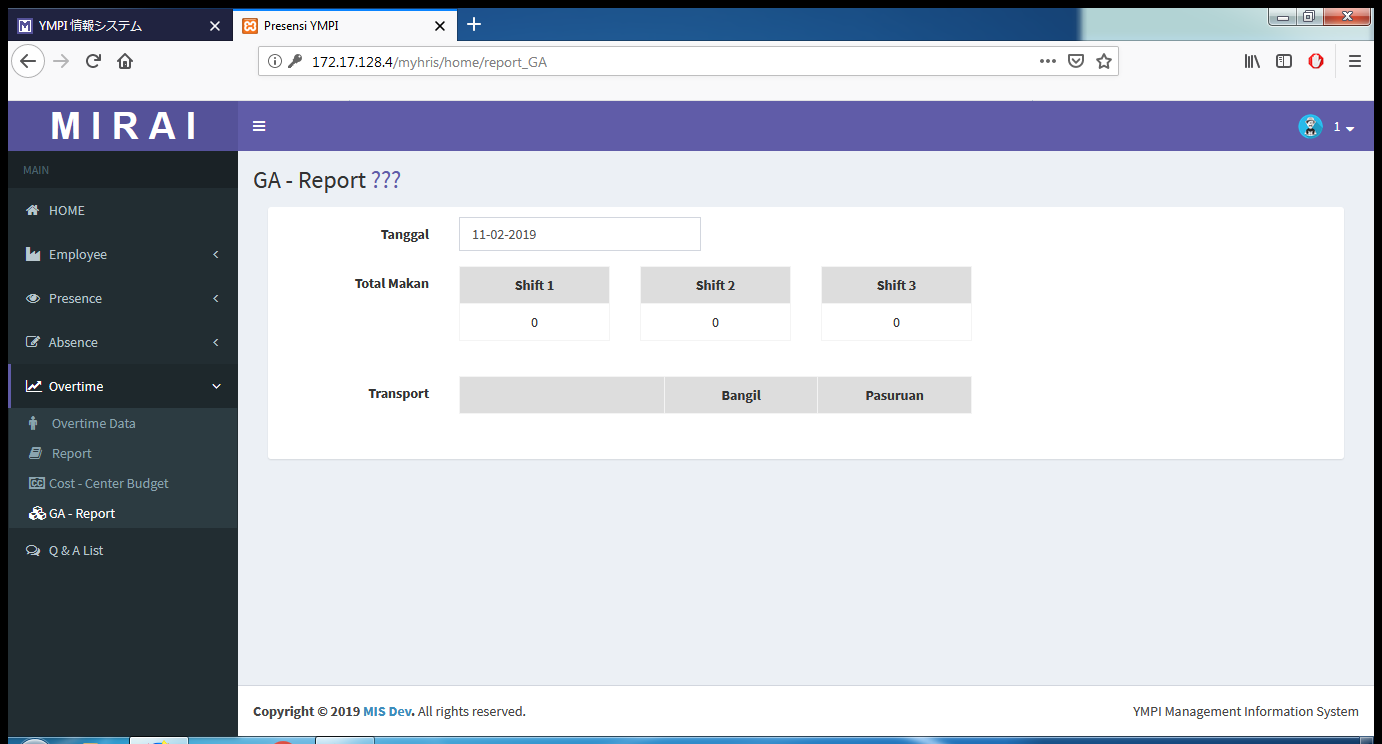 YMPI 情報システム
Presensi YMPI
172.17.128.4/myhris/home/report_GA
MIRAI
1
MAIN
HOME
Employee
Presence
Absence
Overtime
Overtime Data
Report
CC Cost - Center Budget
GA - Report
Q & A List
GA - Report ???
Tanggal 11-02-2019
Total Makan Shift 1 Shift 2 Shift 3
0 0 0
Transport Bangil Pasuruan
Copyright © 2019 MIS Dev. All rights reserved.
YMPI Management Information System